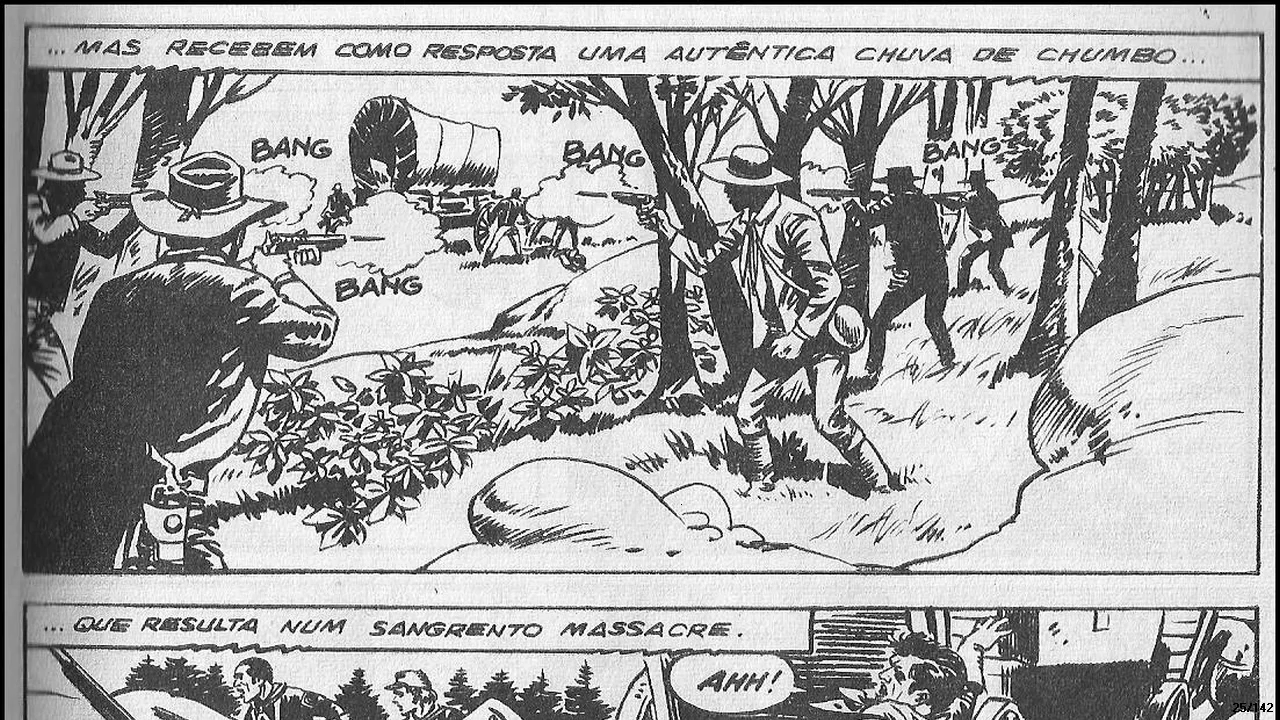 ...MAS RECEBEM COMO RESPOSTA UMA AUTÊNTICA CHUVA DE CHUMBO...
BANG
BANG
BANG
BANG
...QUE RESULTA NUM SANGRENTO MASSACRE.
AHH!
25/142